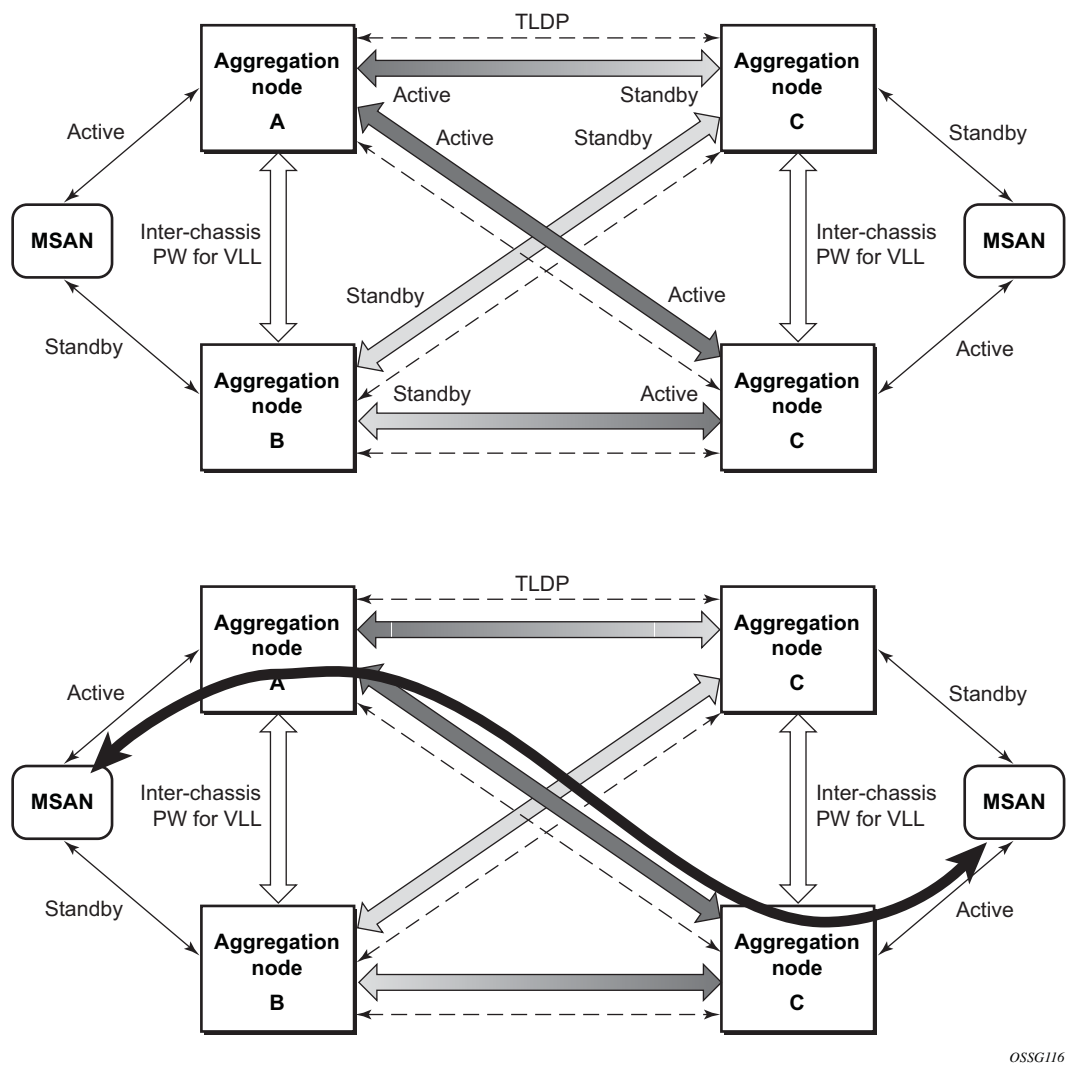 TLDP
Aggregation
node
A
Aggregation
node
C
Active
Standby
Active
Standby
Active
Standby
MSAN
Inter-chassis
PW for VLL
Inter-chassis
PW for VLL
MSAN
Standby
Active
Standby
Active
Aggregation
node
B
Standby
Active
Aggregation
node
C
TLDP
Aggregation
node
A
Aggregation
node
C
Active
Standby
MSAN
Inter-chassis
PW for VLL
Inter-chassis
PW for VLL
MSAN
Standby
Active
Aggregation
node
B
Aggregation
node
C
OSSG116